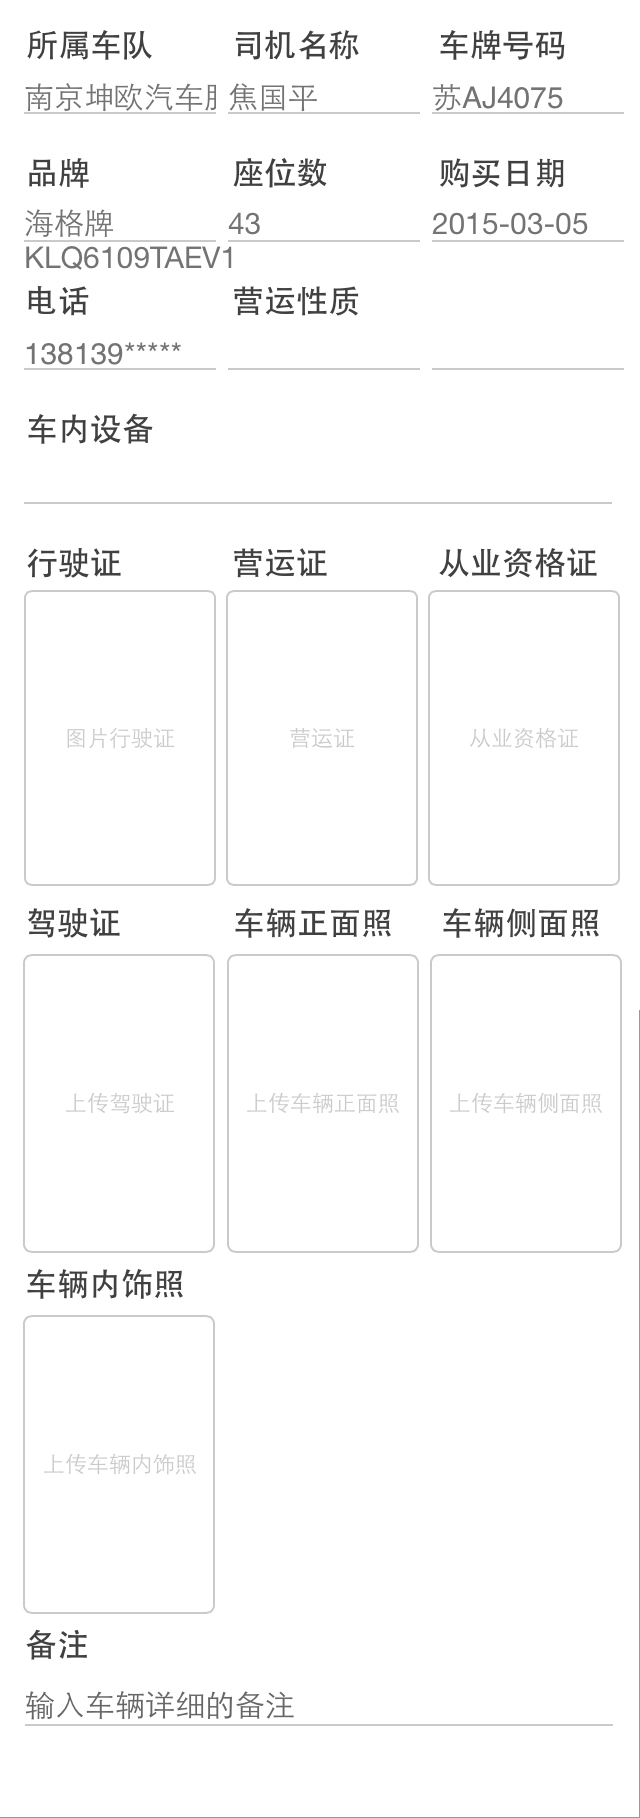 所属车队 司机名称 车牌号码
南京坤欧汽车 焦国平 苏AJ4075
品牌 座位数 购买日期
海格牌 43 2015-03-05
KLQ6109TAEV1
电话 营运性质
138139*****
车内设备
行驶证 营运证 从业资格证
图片行驶证 营运证 从业资格证
驾驶证 车辆正面照 车辆侧面照
上传驾驶证 上传车辆正面照 上传车辆侧面照
车辆内饰照
上传车辆内饰照
备注
输入车辆详细的备注